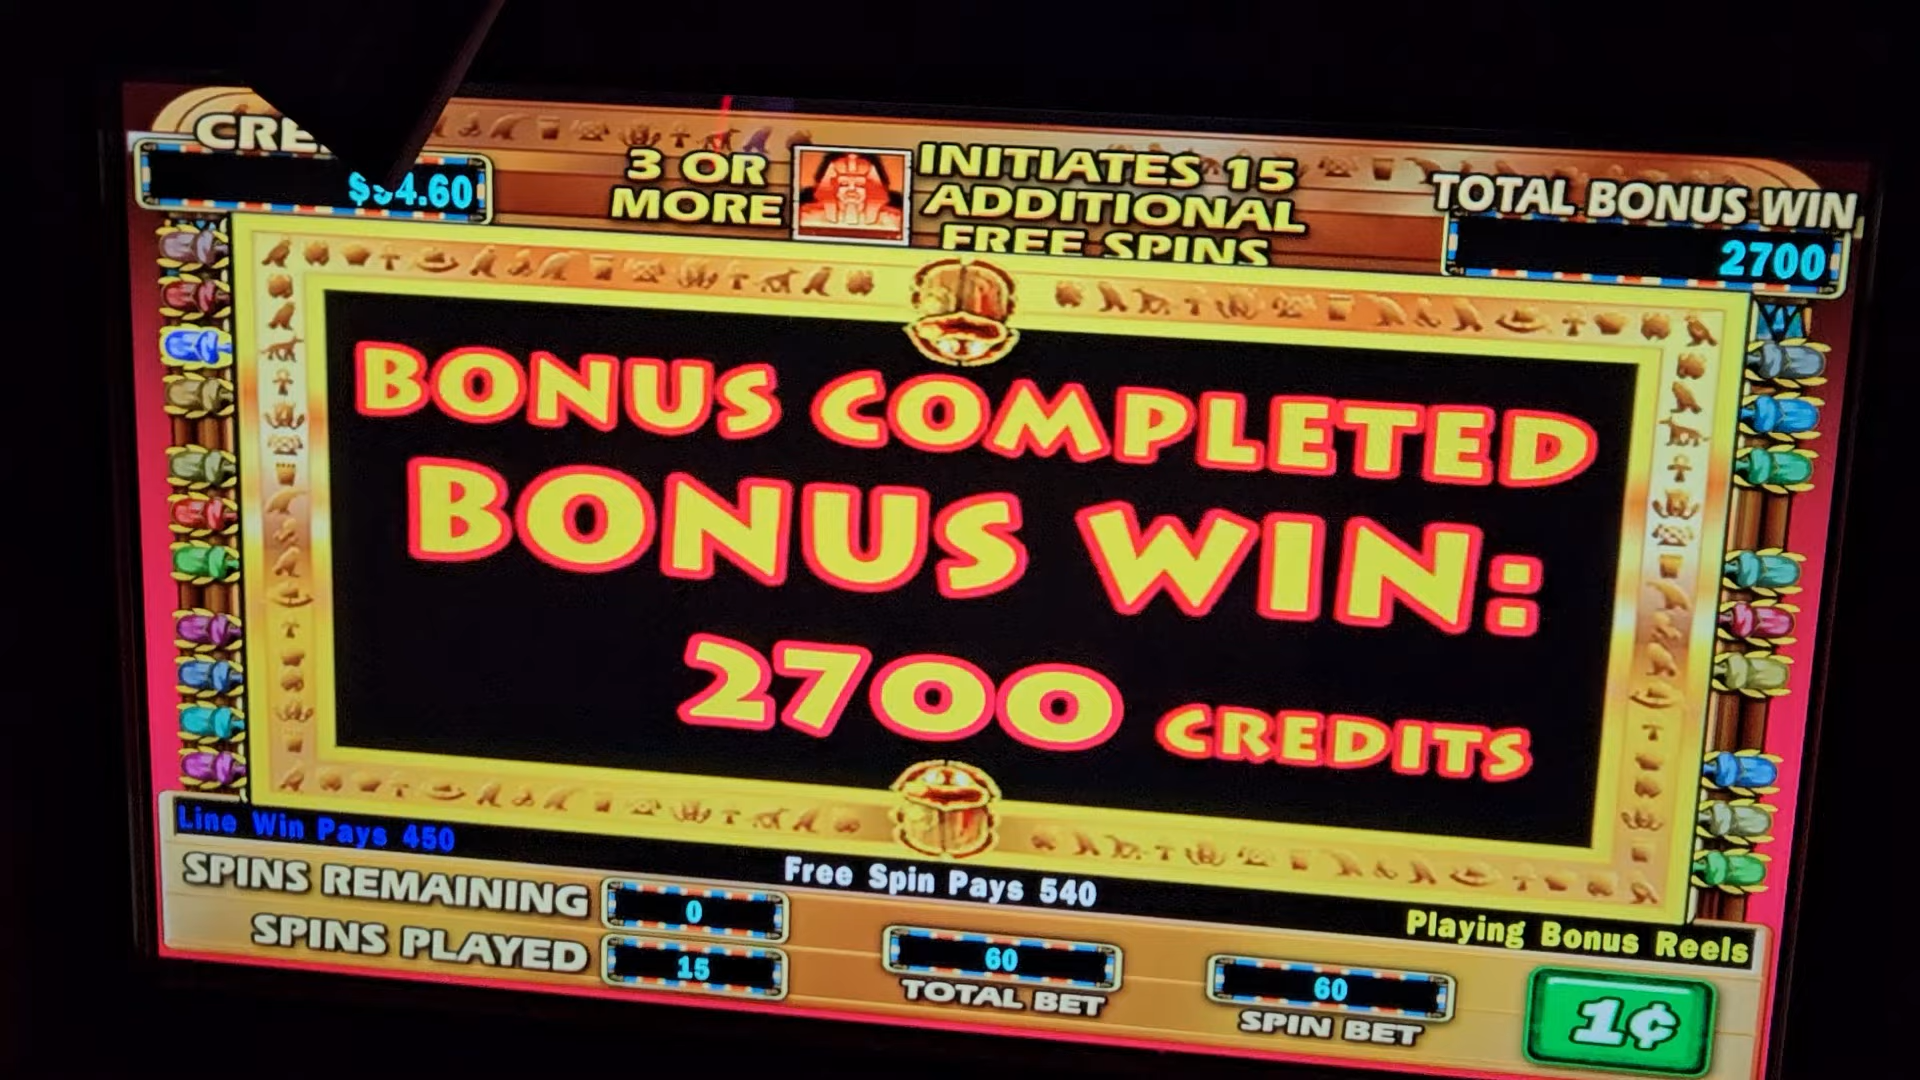 3 OR
MORE
INITIATES 15
ADDITIONAL
FREE SPINS
TOTAL BONUS WIN
2700
BONUS COMPLETED
BONUS WIN:
2700 CREDITS
Line Win Pays 450
Free Spin Pays 540
Playing Bonus Reels
SPINS REMAINING
0
SPINS PLAYED
15
60
TOTAL BET
60
SPIN BET
1¢